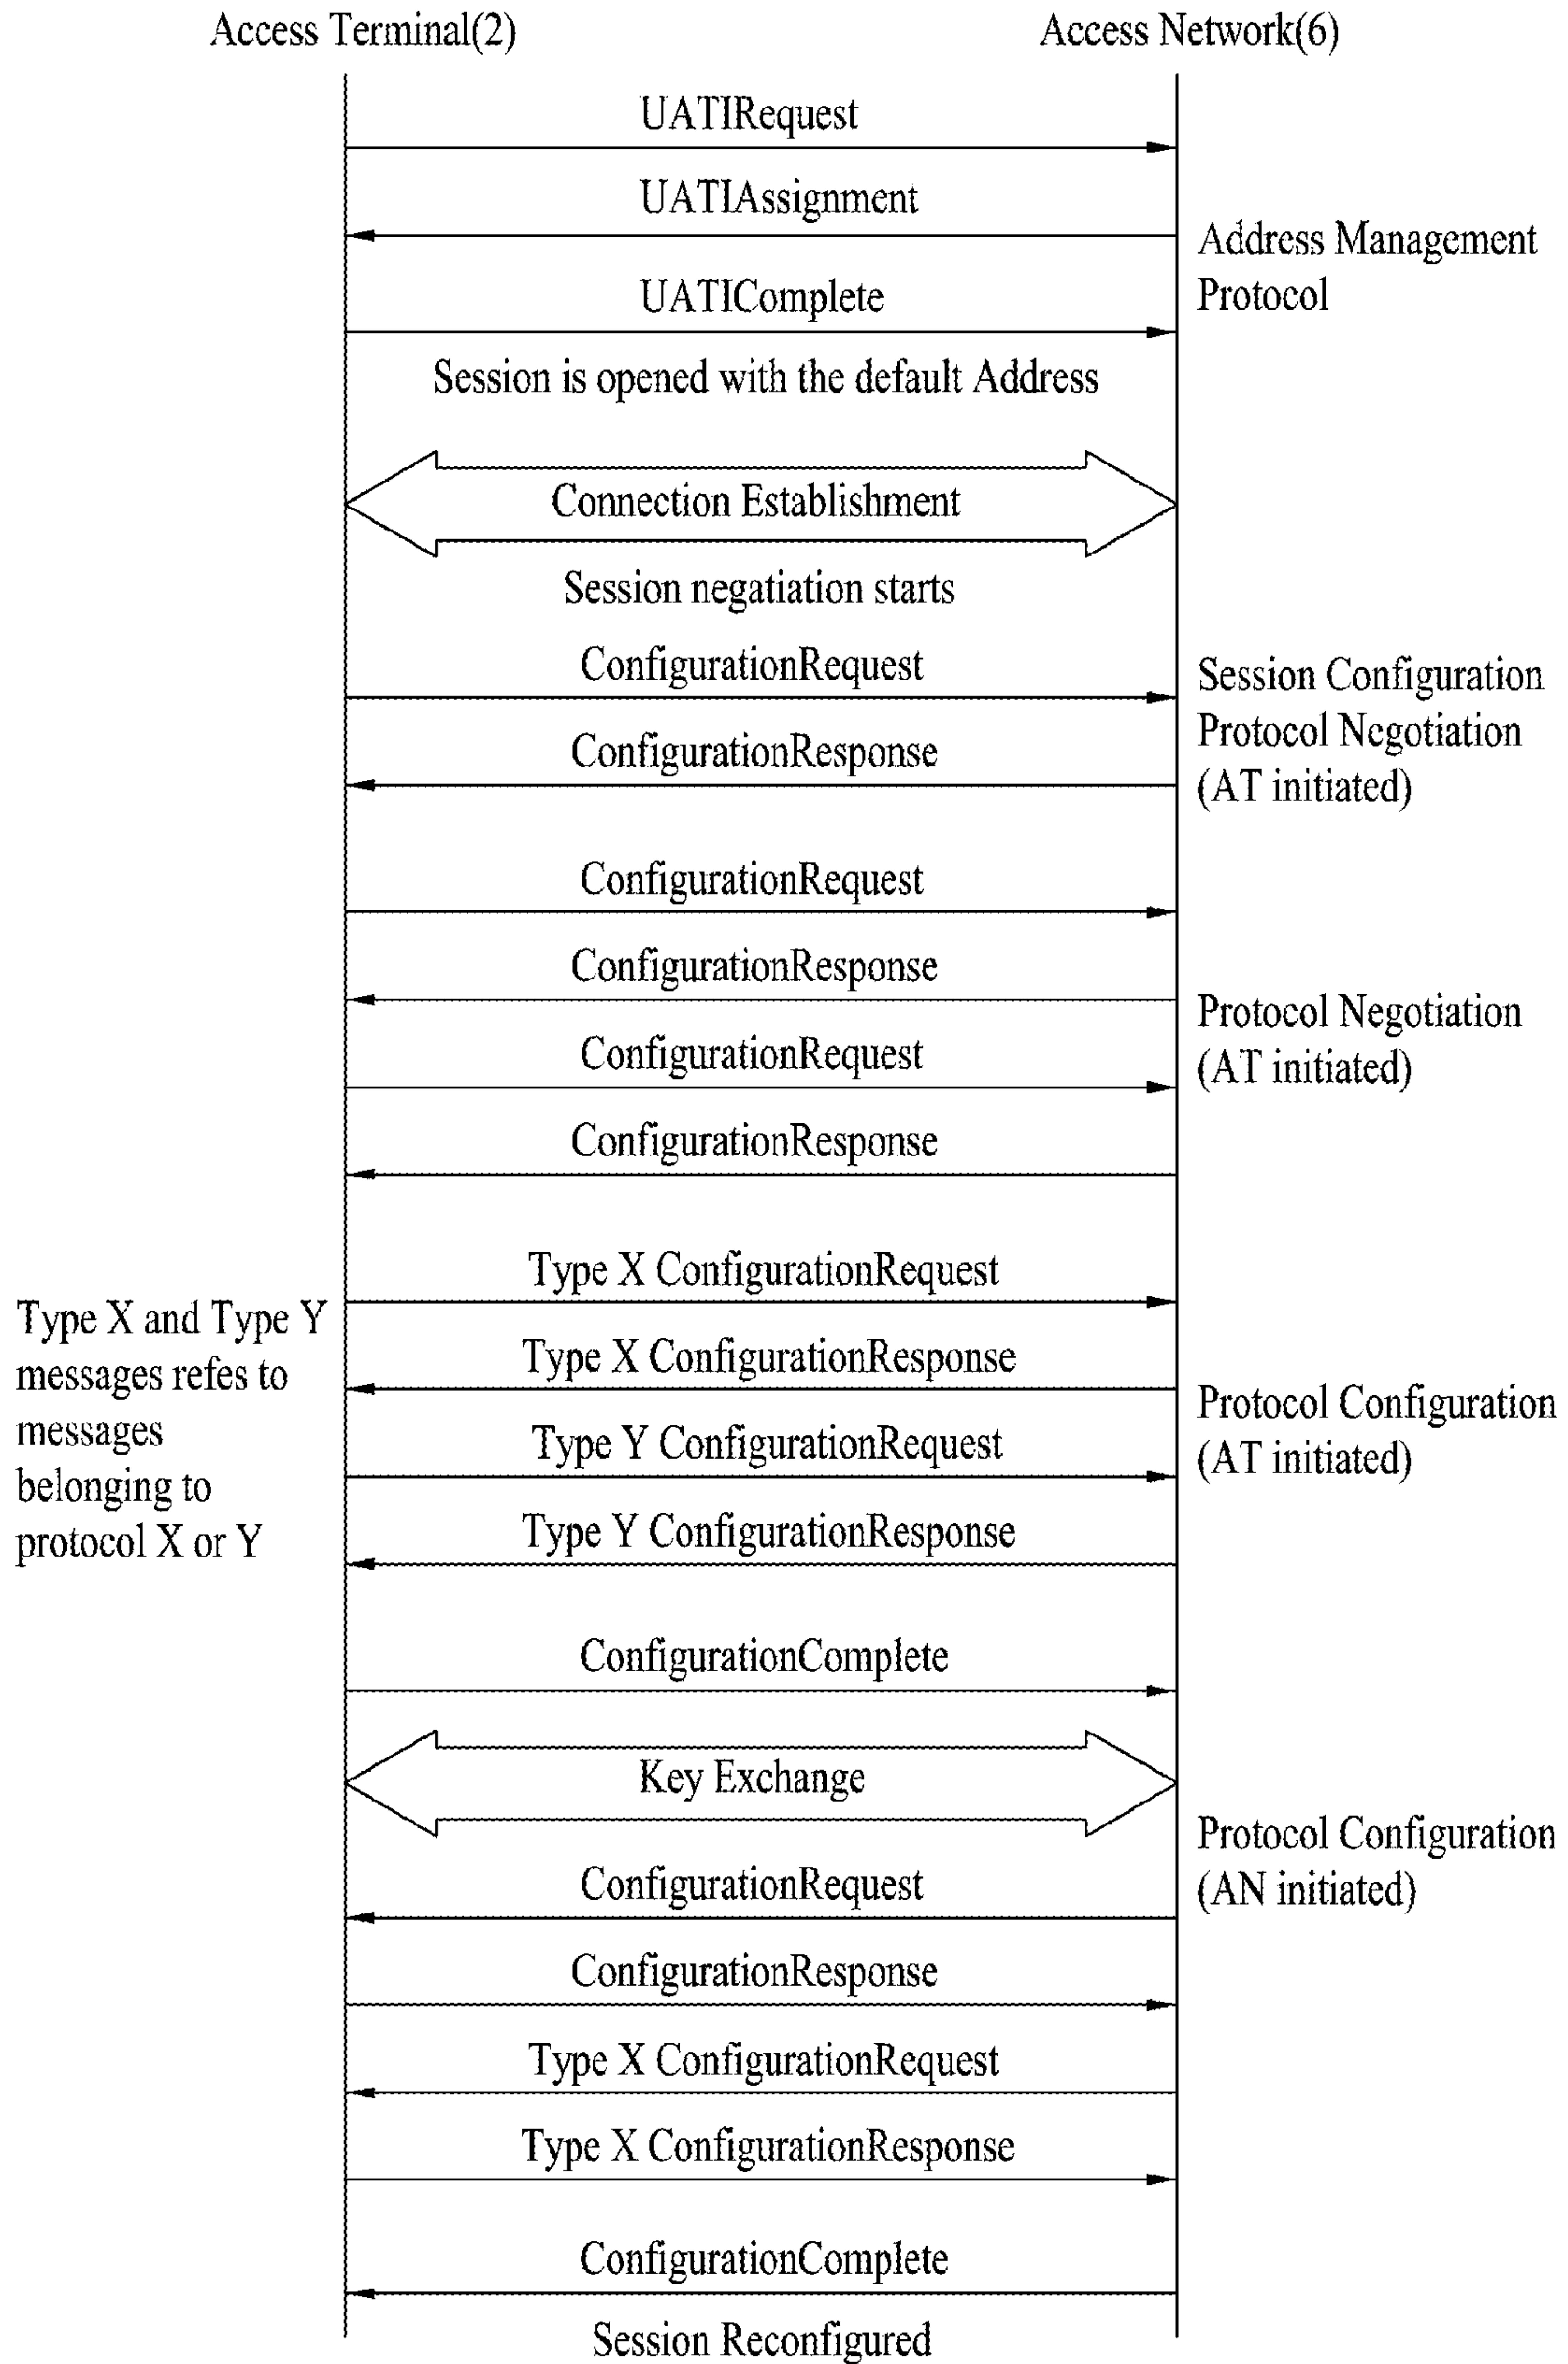 Access Terminal(2)
Access Network(6)
UATIRequest
UATIAssignment
Address Management
Protocol
UATIComplete
Session is opened with the default Address
Connection Establishment
Session negatiation starts
ConfigurationRequest
Session Configuration
Protocol Negotiation
(AT initiated)
ConfigurationResponse
ConfigurationRequest
ConfigurationResponse
Protocol Negotiation
(AT initiated)
ConfigurationRequest
ConfigurationResponse
Type X ConfigurationRequest
Type X and Type Y
messages refes to
messages
belonging to
protocol X or Y
Type X ConfigurationResponse
Protocol Configuration
(AT initiated)
Type Y ConfigurationRequest
Type Y ConfigurationResponse
ConfigurationComplete
Key Exchange
Protocol Configuration
(AN initiated)
ConfigurationRequest
ConfigurationResponse
Type X ConfigurationRequest
Type X ConfigurationResponse
ConfigurationComplete
Session Reconfigured